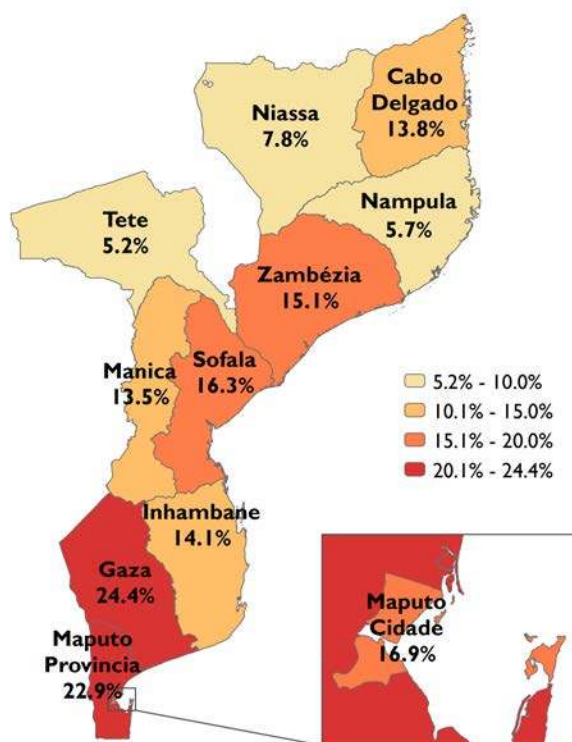 Cabo
Delgado
13.8%
Niassa
7.8%
Nampula
5.7%
Tete
5.2%
Zambézia
15.1%
Manica
13.5%
Sofala
16.3%
5.2% - 10.0%
10.1% - 15.0%
15.1% - 20.0%
20.1% - 24.4%
Inhambane
14.1%
Gaza
24.4%
Maputo
Provincia
22.9%
Maputo
Cidade
16.9%